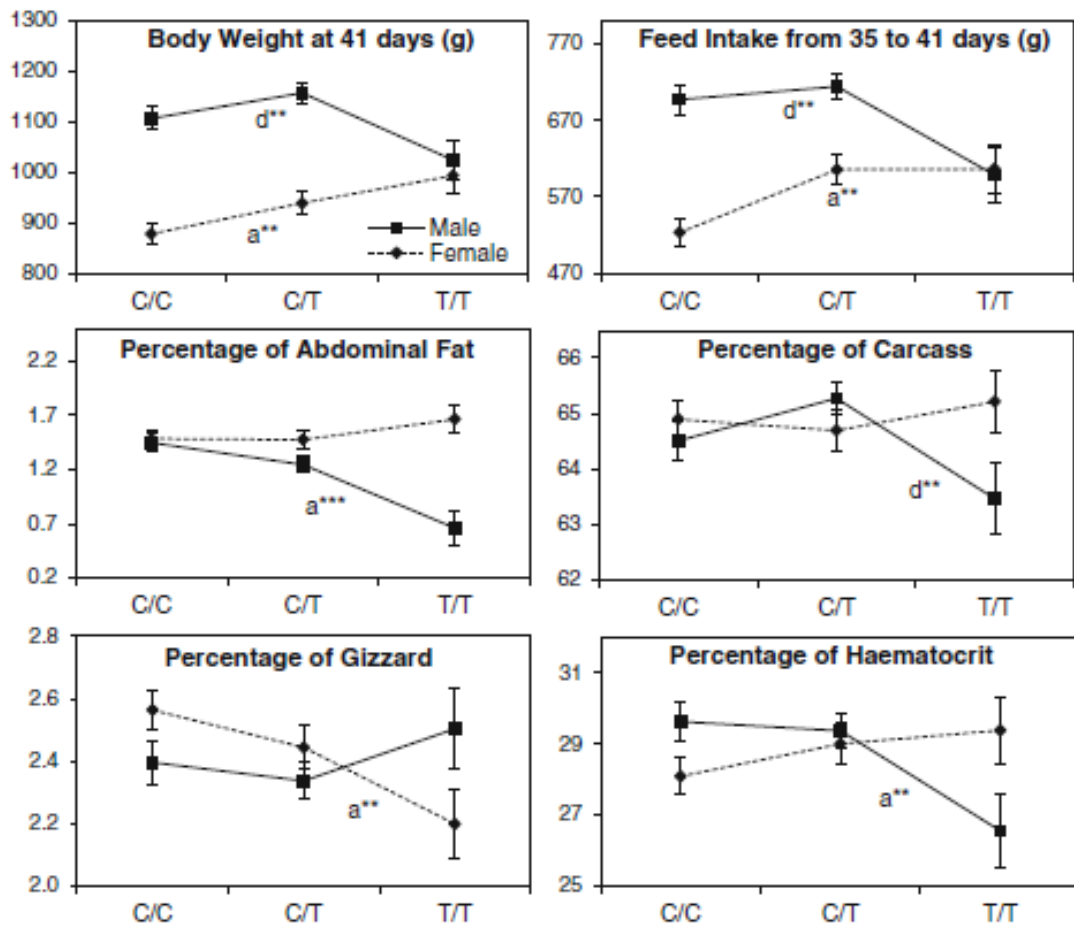 Body Weight at 41 days (g)
1300
1200
1100
1000
900
800
d**
a**
Male
Female
C/C C/T T/T
Feed Intake from 35 to 41 days (g)
770
670
570
470
d**
a**
C/C C/T T/T
Percentage of Abdominal Fat
2.2
1.7
1.2
0.7
0.2
a***
C/C C/T T/T
Percentage of Carcass
66
65
64
63
62
d**
C/C C/T T/T
Percentage of Gizzard
2.8
2.6
2.4
2.2
2.0
a**
C/C C/T T/T
Percentage of Haematocrit
31
29
27
25
a**
C/C C/T T/T